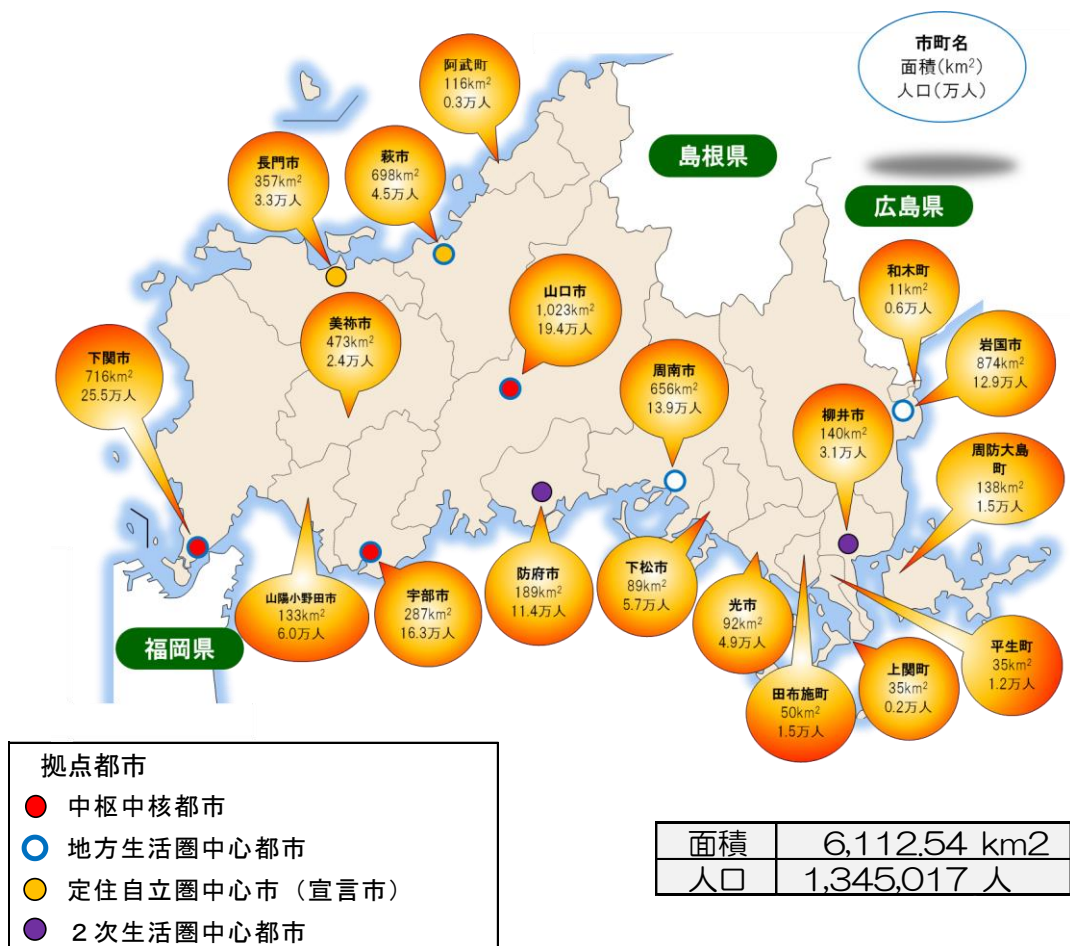 市町名
面積(km²)
人口(万人)
阿武町
116km²
0.3万人
島根県
長門市
357km²
3.3万人
萩市
698km²
4.5万人
広島県
和木町
11km²
0.6万人
山口市
1,023km²
19.4万人
美祢市
473km²
2.4万人
岩国市
874km²
12.9万人
下関市
716km²
25.5万人
周南市
656km²
13.9万人
柳井市
140km²
3.1万人
周防大島
町
138km²
1.5万人
山陽小野田市
133km²
6.0万人
宇部市
287km²
16.3万人
防府市
189km²
11.4万人
下松市
89km²
5.7万人
光市
92km²
4.9万人
田布施町
50km²
1.5万人
上関町
35km²
0.2万人
平生町
35km²
1.2万人
福岡県
拠点都市
中枢中核都市
地方生活圏中心都市
定住自立圏中心市（宣言市）
２次生活圏中心都市
面積 6,112.54 km2
人口 1,345,017 人